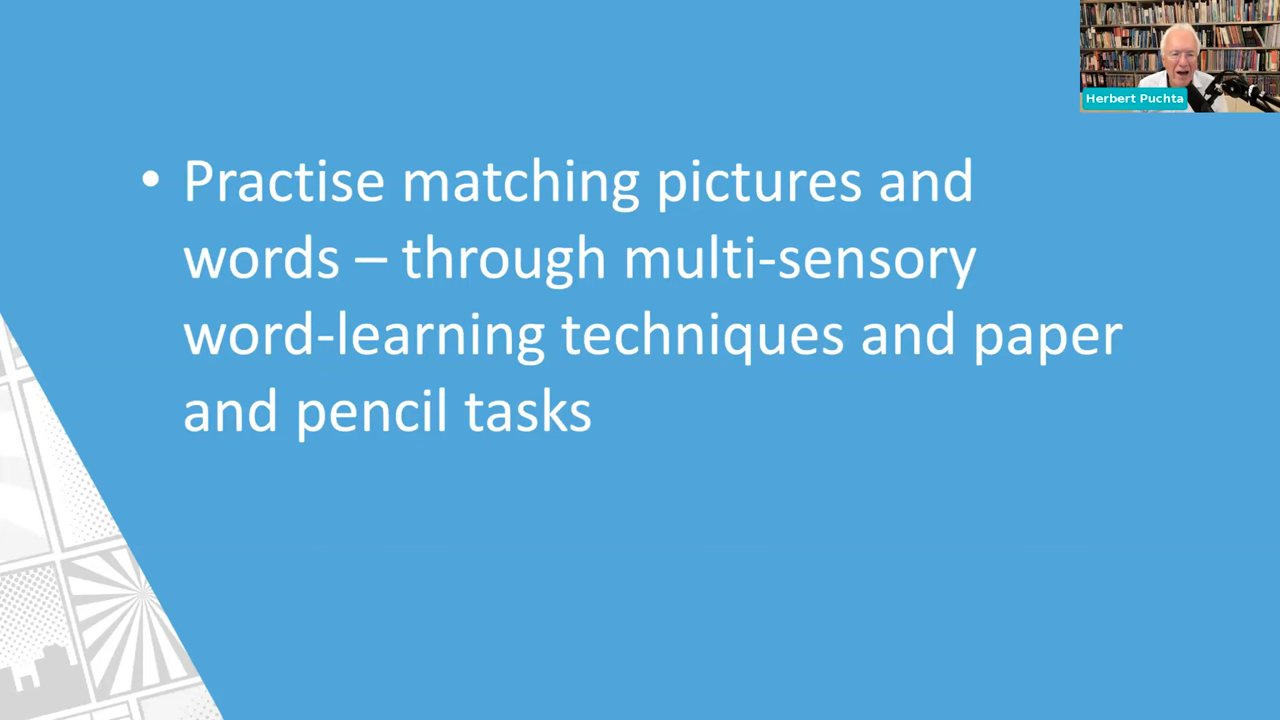 Herbert Puchta
• Practise matching pictures and
words – through multi-sensory
word-learning techniques and paper
and pencil tasks